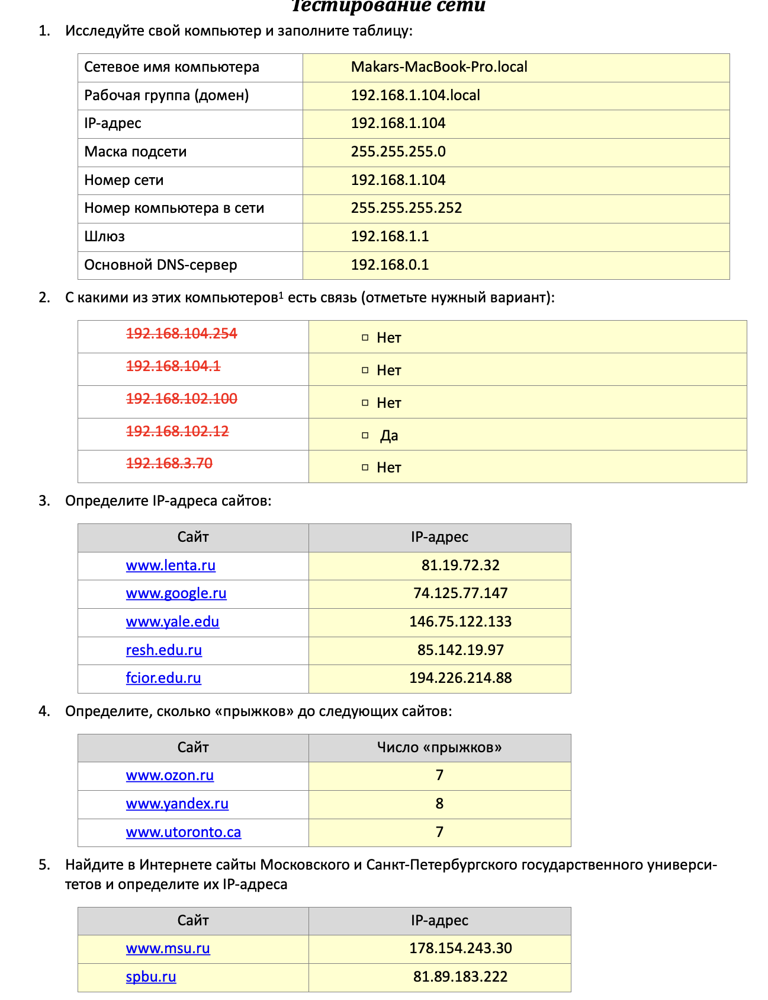 Тестирование сети
1. Исследуйте свой компьютер и заполните таблицу:
Сетевое имя компьютера Makars-MacBook-Pro.local
Рабочая группа (домен) 192.168.1.104.local
IP-адрес 192.168.1.104
Маска подсети 255.255.255.0
Номер сети 192.168.1.104
Номер компьютера в сети 255.255.255.252
Шлюз 192.168.1.1
Основной DNS-сервер 192.168.0.1
2. С какими из этих компьютеров1 есть связь (отметьте нужный вариант):
192.168.104.254 Нет
192.168.104.1 Нет
192.168.102.100 Нет
192.168.102.12 Да
192.168.3.70 Нет
3. Определите IP-адреса сайтов:
Сайт IP-адрес
www.lenta.ru 81.19.72.32
www.google.ru 74.125.77.147
www.yale.edu 146.75.122.133
resh.edu.ru 85.142.19.97
fcior.edu.ru 194.226.214.88
4. Определите, сколько «прыжков» до следующих сайтов:
Сайт Число «прыжков»
www.ozon.ru 7
www.yandex.ru 8
www.utoronto.ca 7
5. Найдите в Интернете сайты Московского и Санкт-Петербургского государственного универси-
тетов и определите их IP-адреса
Сайт IP-адрес
www.msu.ru 178.154.243.30
spbu.ru 81.89.183.222